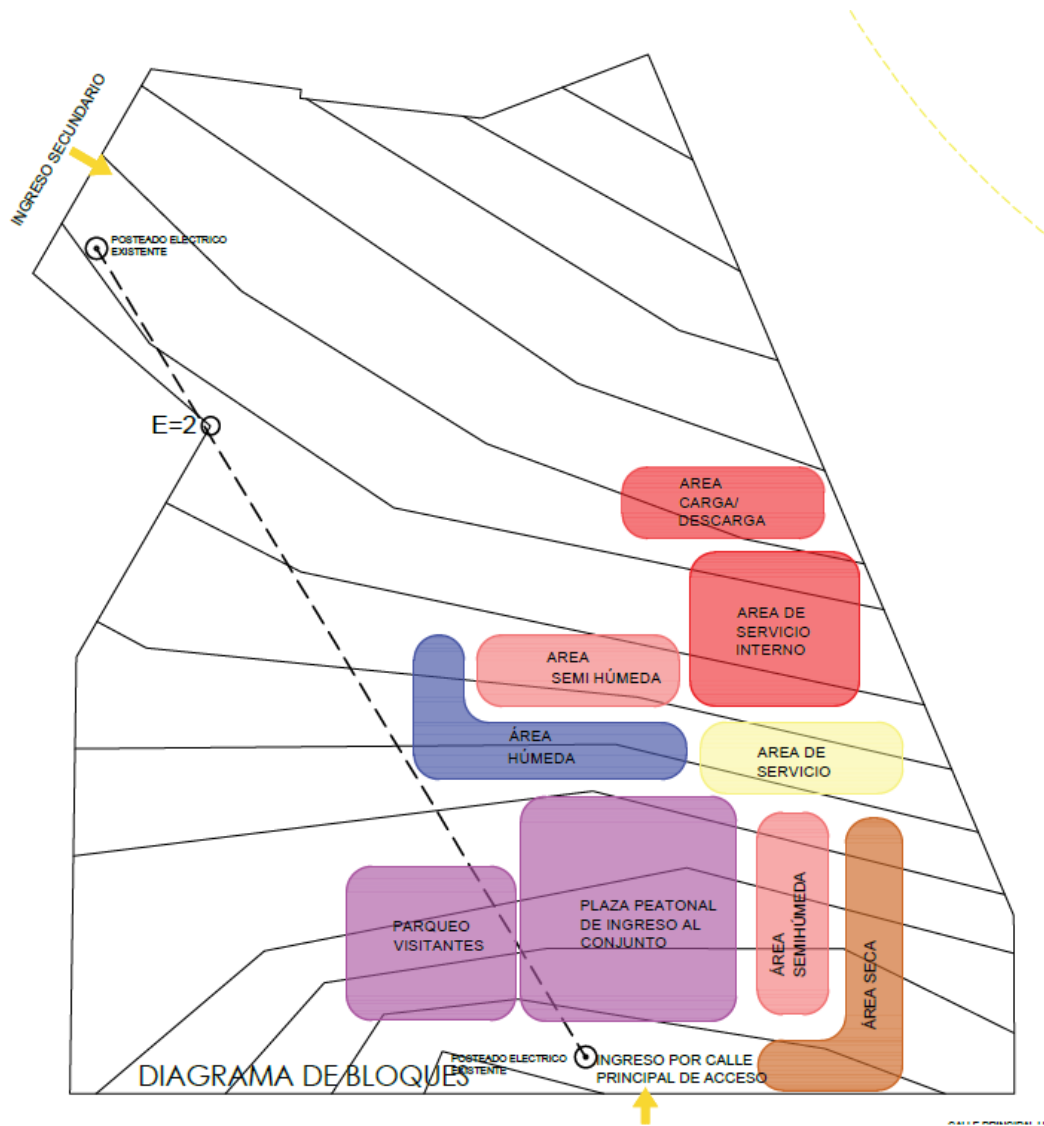 INGRESO SECUNDARIO
POSTEADO ELECTRICO
EXISTENTE
E=2
AREA
CARGA/
DESCARGA
AREA DE
SERVICIO
INTERNO
AREA
SEMI HÚMEDA
ÁREA
HÚMEDA
AREA DE
SERVICIO
PARQUEO
VISITANTES
PLAZA PEATONAL
DE INGRESO AL
CONJUNTO
ÁREA
SEMIHÚMEDA
ÁREA SECA
POSTEADO ELECTRICO
EXISTENTE
INGRESO POR CALLE
PRINCIPAL DE ACCESO
DIAGRAMA DE BLOQUES
CALLE PRINCIPAL